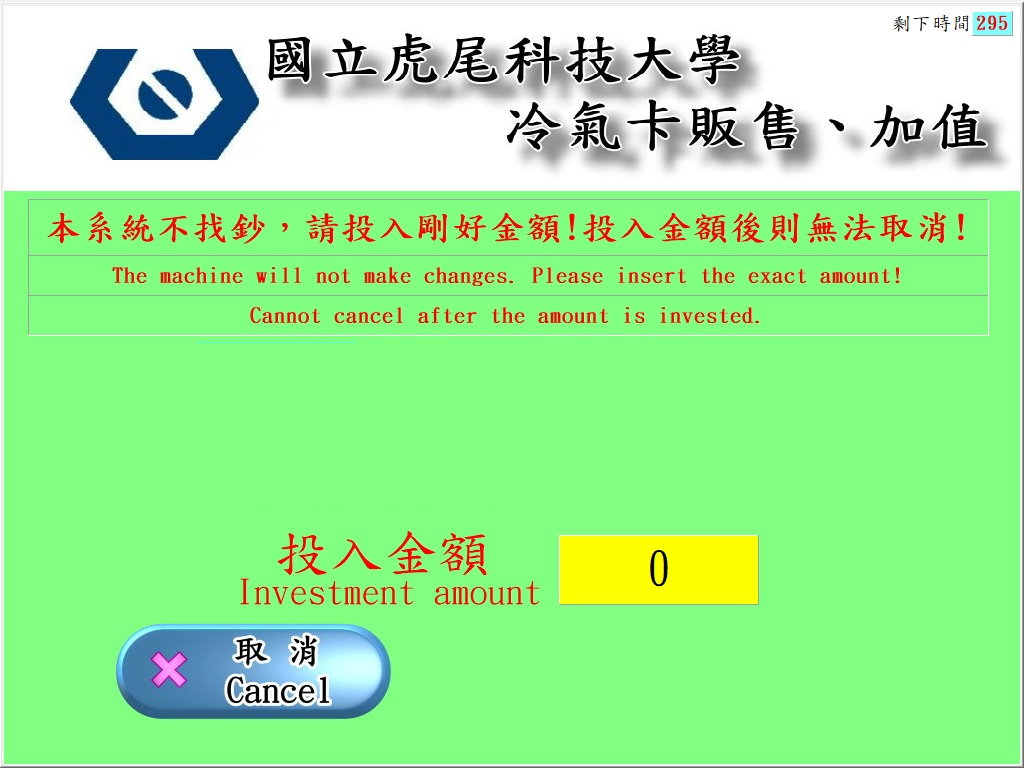 剩下時間 295
國立虎尾科技大學
冷氣卡販售、加值
本系統不找鈔，請投入剛好金額!投入金額後則無法取消!
The machine will not make changes. Please insert the exact amount!
Cannot cancel after the amount is invested.
投入金額
Investment amount
0
取 消
Cancel